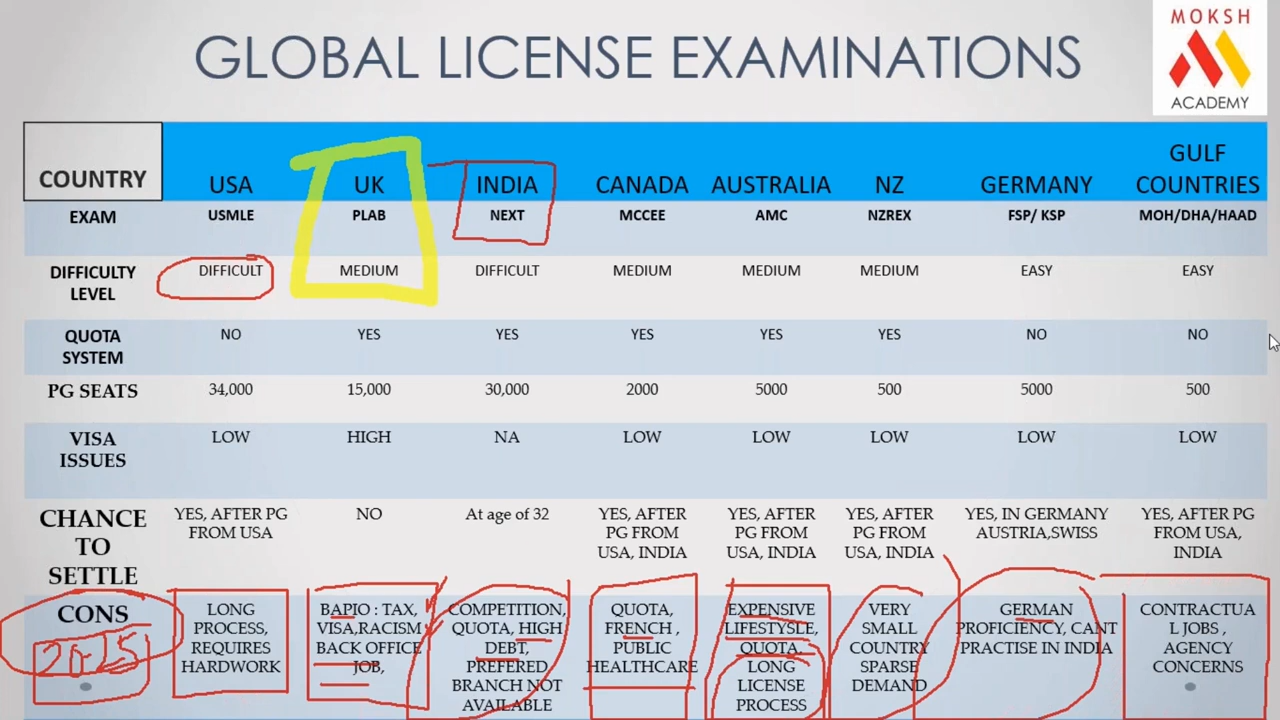 MOKSH
ACADEMY
GLOBAL LICENSE EXAMINATIONS
COUNTRY USA UK INDIA CANADA AUSTRALIA NZ GERMANY GULF COUNTRIES
EXAM USMLE PLAB NEXT MCCEE AMC NZREX FSP/ KSP MOH/DHA/HAAD
DIFFICULTY DIFFICULT MEDIUM DIFFICULT MEDIUM MEDIUM MEDIUM EASY EASY
LEVEL
QUOTA NO YES YES YES YES YES NO NO
SYSTEM
PG SEATS 34,000 15,000 30,000 2000 5000 500 5000 500
VISA LOW HIGH NA LOW LOW LOW LOW LOW
ISSUES
CHANCE
TO
SETTLE
YES, AFTER PG
FROM USA
NO
At age of 32
YES, AFTER
PG FROM
USA, INDIA
YES, AFTER
PG FROM
USA, INDIA
YES, AFTER
PG FROM
USA, INDIA
YES, IN GERMANY
AUSTRIA,SWISS
YES, AFTER PG
FROM USA,
INDIA
CONS
2025
LONG
PROCESS,
REQUIRES
HARDWORK
BAPIO : TAX,
VISA,RACISM
BACK OFFICE
JOB,
COMPETITION,
QUOTA, HIGH
DEBT,
PREFERED
BRANCH NOT
AVAILABLE
QUOTA,
FRENCH ,
PUBLIC
HEALTHCARE
EXPENSIVE
LIFESTYSLE,
QUOTA,
LONG
LICENSE
PROCESS
VERY
SMALL
COUNTRY
SPARSE
DEMAND
GERMAN
PROFICIENCY, CANT
PRACTISE IN INDIA
CONTRACTUA
L JOBS ,
AGENCY
CONCERNS